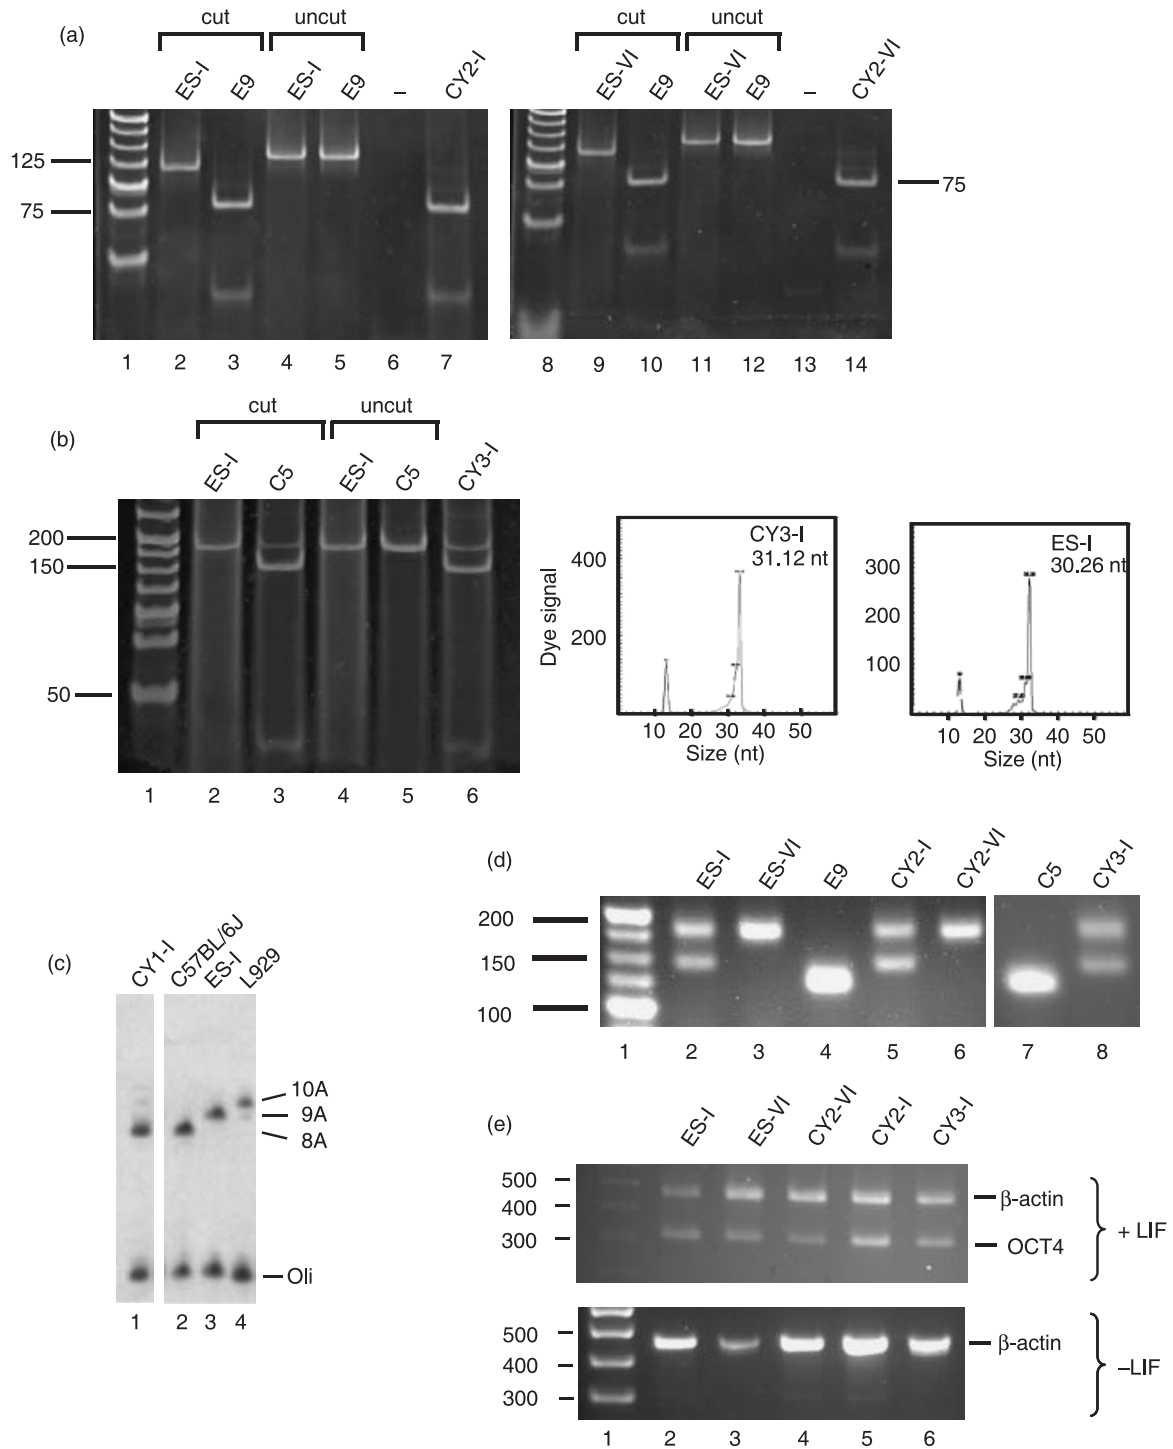 (a)
cut
uncut
cut
uncut
ES-I
E9
ES-I
E9
–
CY2-I
ES-VI
E9
ES-VI
E9
–
CY2-VI
125
75
75
1 2 3 4 5 6 7
8 9 10 11 12 13 14
(b)
cut
uncut
ES-I
C5
ES-I
C5
CY3-I
200
150
50
1 2 3 4 5 6
CY3-I
31.12 nt
Dye signal
400
200
10 20 30 40 50
Size (nt)
ES-I
30.26 nt
300
200
100
10 20 30 40 50
Size (nt)
(c)
CY1-I
C57BL/6J
ES-I
L929
10A
9A
8A
Oli
1 2 3 4
(d)
ES-I
ES-VI
E9
CY2-I
CY2-VI
C5
CY3-I
200
150
100
1 2 3 4 5 6 7 8
(e)
ES-I
ES-VI
CY2-VI
CY2-I
CY3-I
500
400
300
β-actin
OCT4
+ LIF
500
400
300
β-actin
–LIF
1 2 3 4 5 6